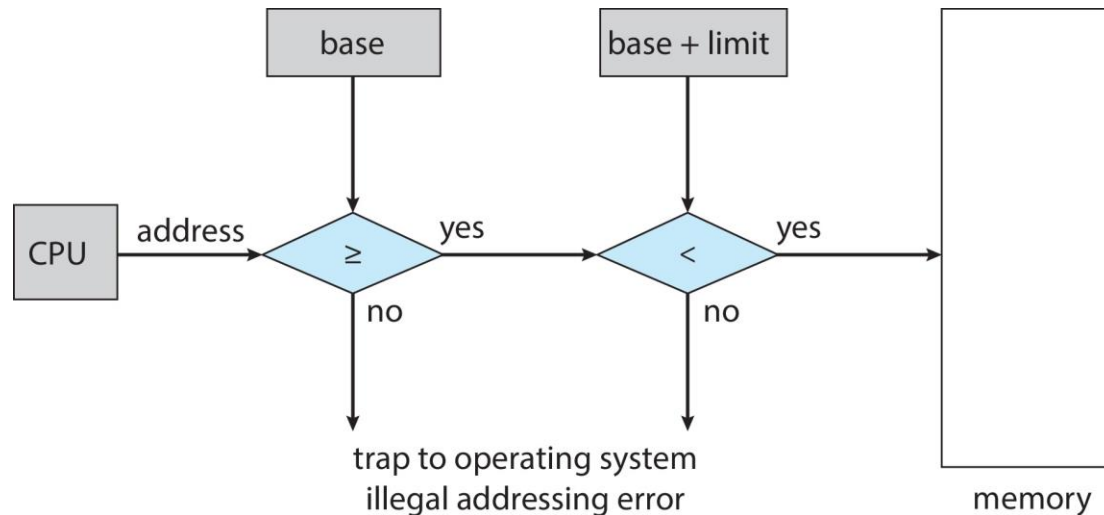 base
base + limit
CPU
address
≥
yes
<
yes
no
no
trap to operating system
illegal addressing error
memory